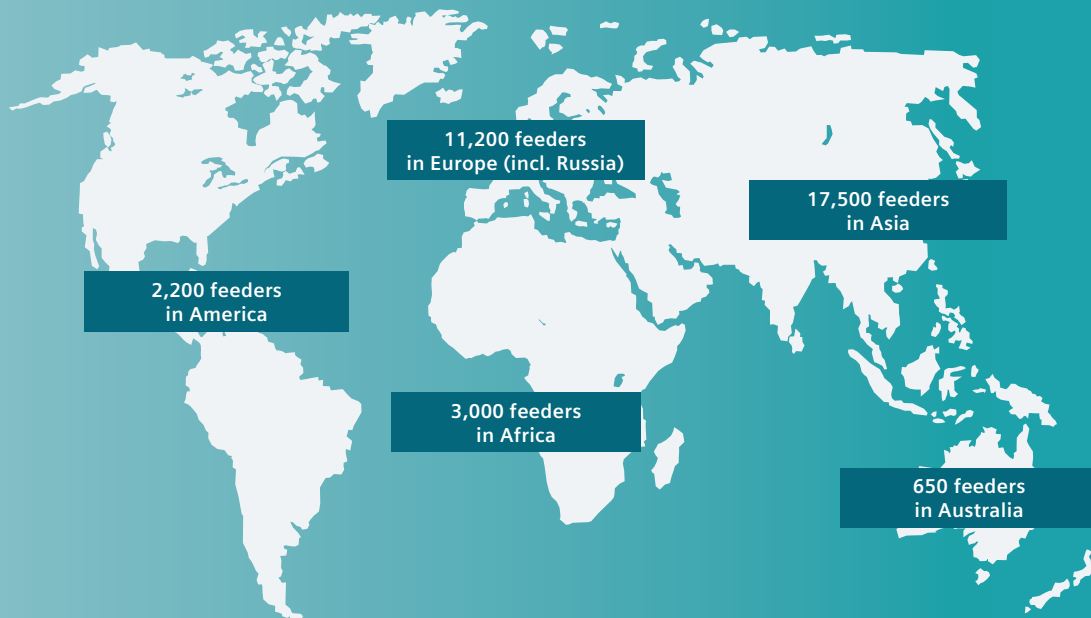 11,200 feeders
in Europe (incl. Russia)
17,500 feeders
in Asia
2,200 feeders
in America
3,000 feeders
in Africa
650 feeders
in Australia